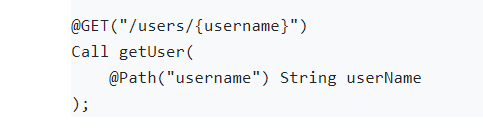 @GET("/users/{username}")
Call getUser(
    @Path("username") String userName
);